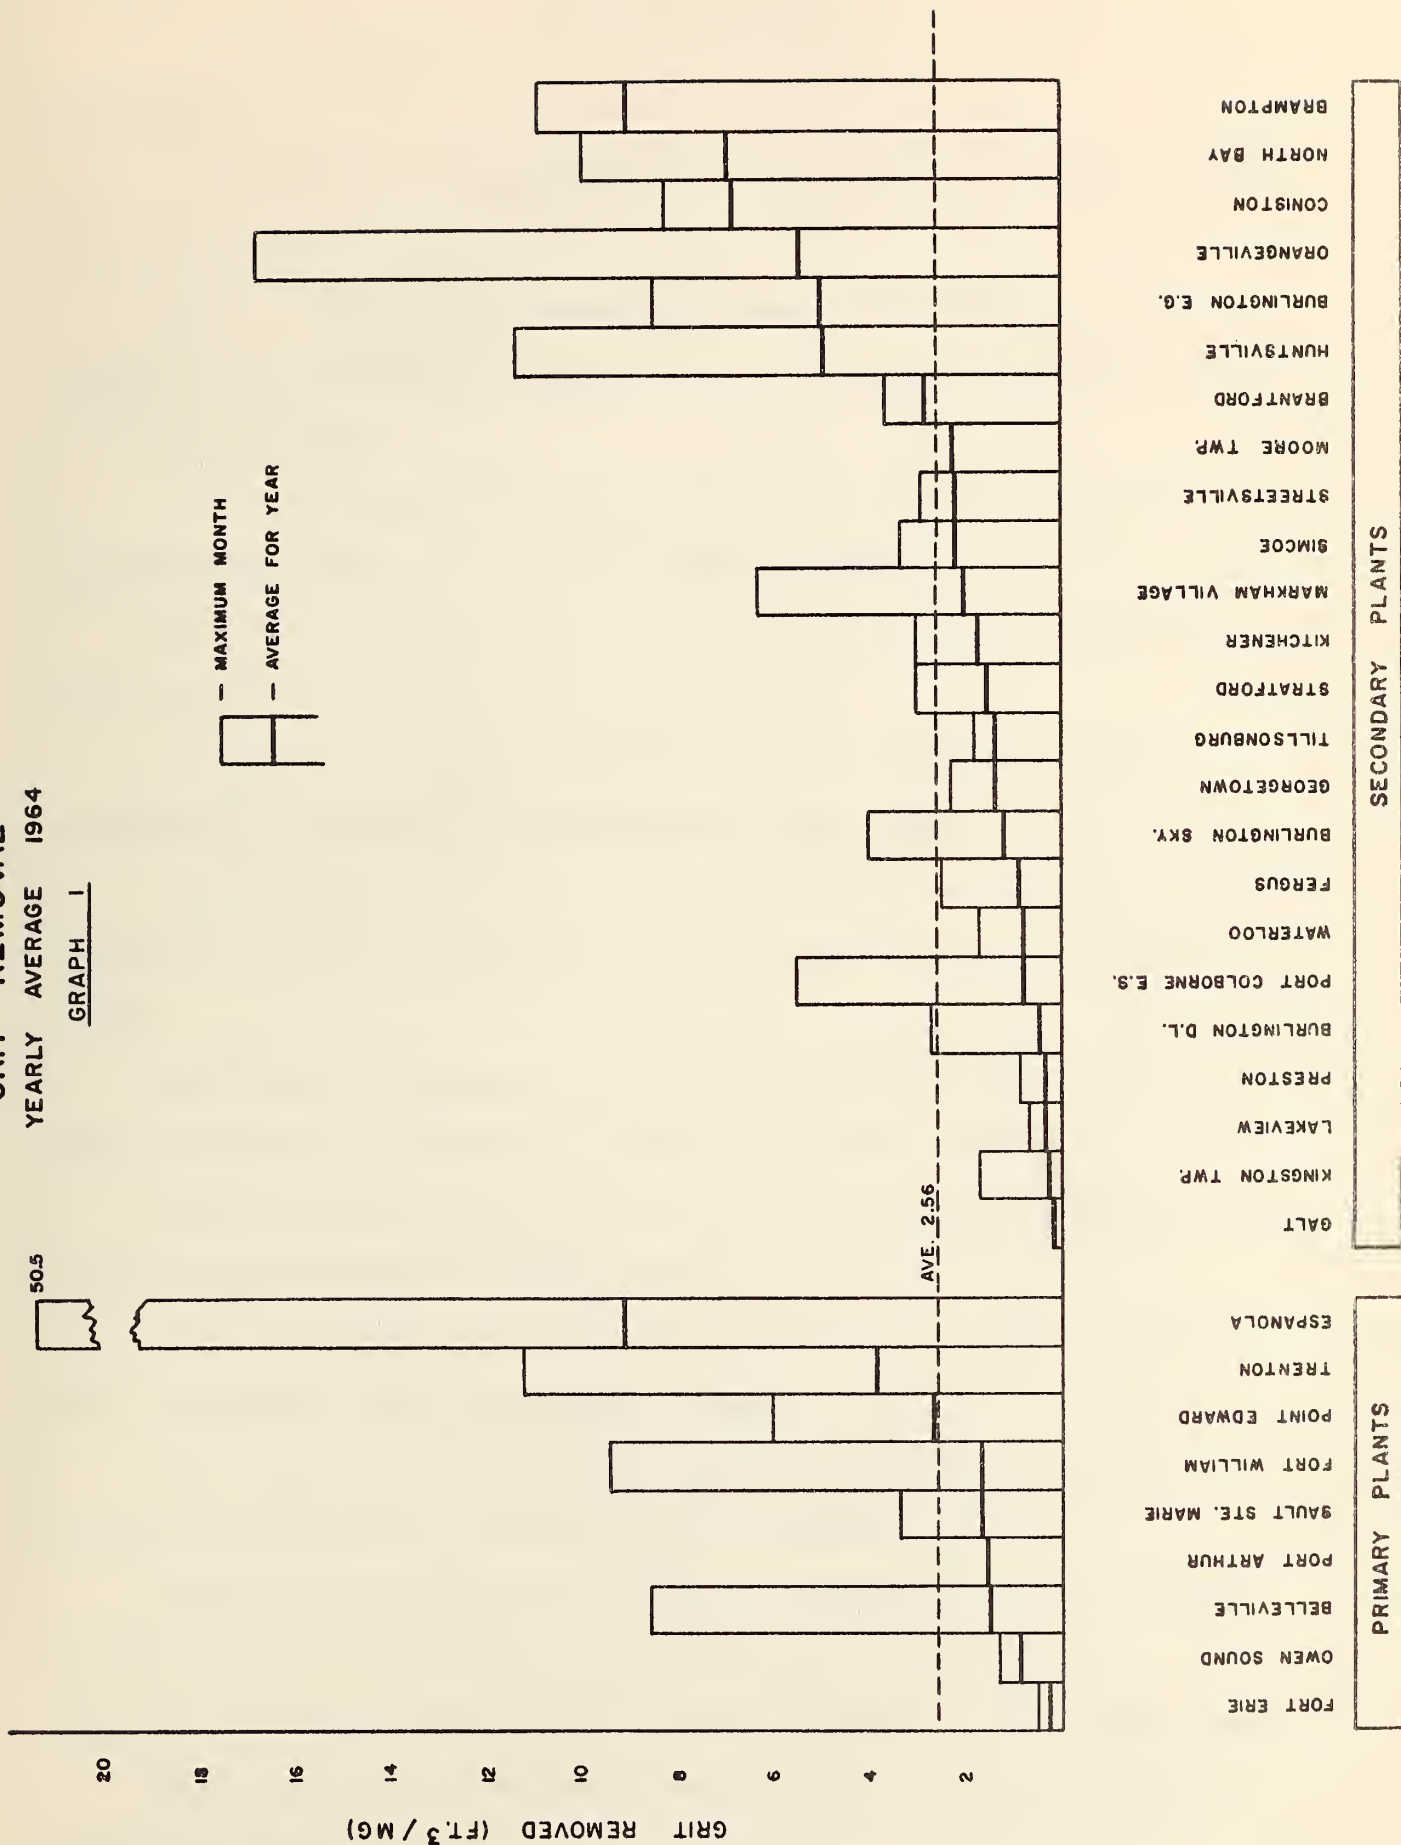 YEARLY AVERAGE 1964
GRAPH 1
— MAXIMUM MONTH
— AVERAGE FOR YEAR
GRIT REMOVED (FT.³/MG)
20
18
16
14
12
10
8
6
4
2
50.5
AVE. 2.56
FORT ERIE
OWEN SOUND
BELLEVILLE
PORT ARTHUR
SAULT STE. MARIE
FORT WILLIAM
POINT EDWARD
TRENTON
ESPANOLA
GALT
KINGSTON TWP.
LAKEVIEW
PRESTON
BURLINGTON D.L.
PORT COLBORNE E.S.
WATERLOO
FERGUS
BURLINGTON SKY.
GEORGETOWN
TILLSONBURG
STRATFORD
KITCHENER
MARKHAM VILLAGE
SIMCOE
STREETSVILLE
MOORE TWP.
BRANTFORD
HUNTSVILLE
BURLINGTON E.G.
ORANGEVILLE
CONISTON
NORTH BAY
BRAMPTON
PRIMARY PLANTS
SECONDARY PLANTS